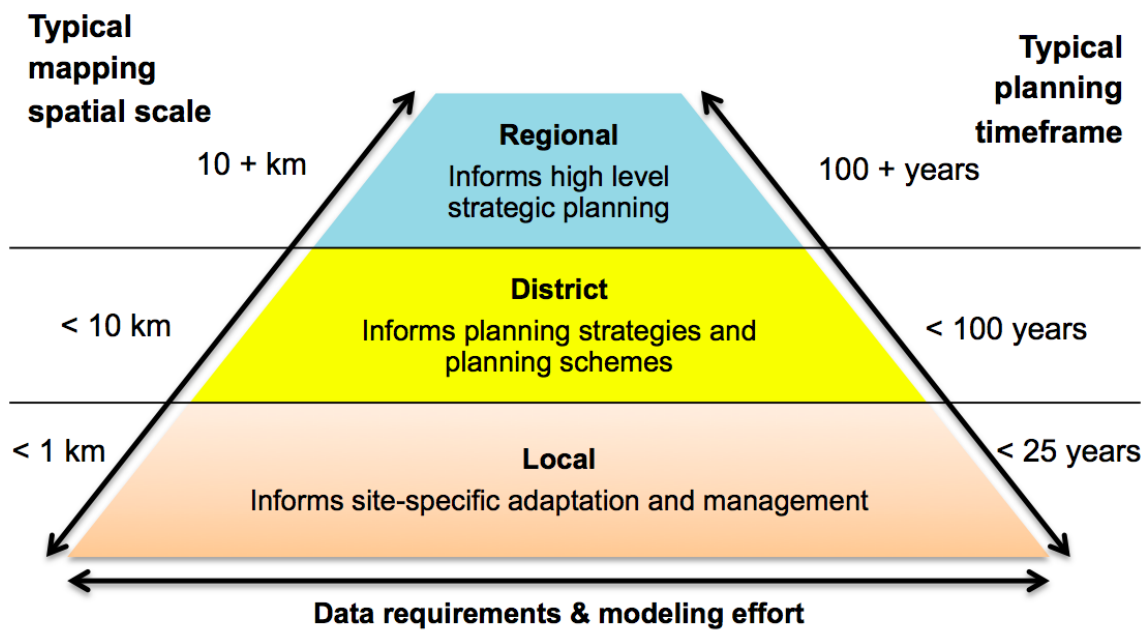 Typical
mapping
spatial scale
Typical
planning
timeframe
10 + km
Regional
Informs high level
strategic planning
100 + years
< 10 km
District
Informs planning strategies and
planning schemes
< 100 years
< 1 km
Local
Informs site-specific adaptation and management
< 25 years
Data requirements & modeling effort